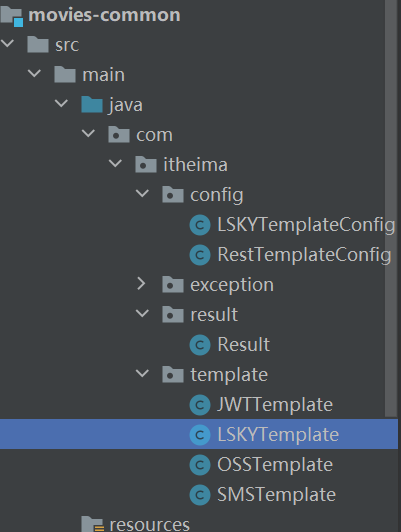 movies-common
src
main
java
com
itheima
config
LSKYTemplateConfig
RestTemplateConfig
exception
result
Result
template
JWTTemplate
LSKYTemplate
OSSTemplate
SMSTemplate
resources